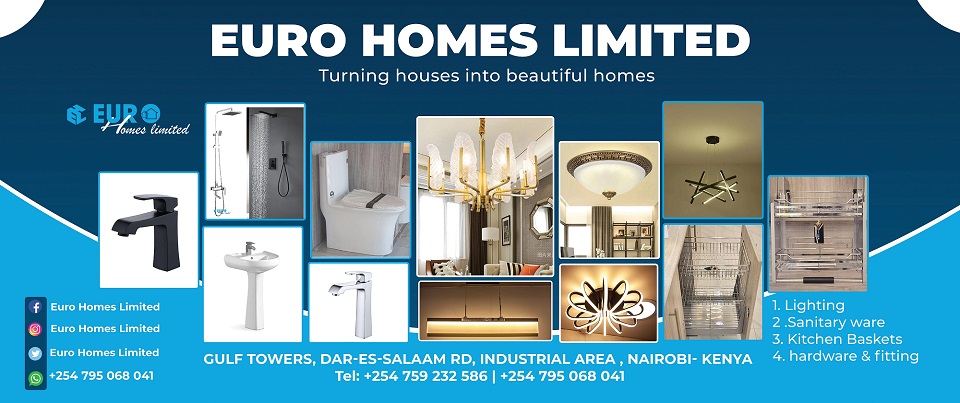 EURO HOMES LIMITED
Turning houses into beautiful homes
EURO
Homes limited
Euro Homes Limited
Euro Homes Limited
Euro Homes Limited
+254 795 068 041
1. Lighting
2 .Sanitary ware
3. Kitchen Baskets
4. hardware & fitting
GULF TOWERS, DAR-ES-SALAAM RD, INDUSTRIAL AREA , NAIROBI- KENYA
Tel: +254 759 232 586 | +254 795 068 041